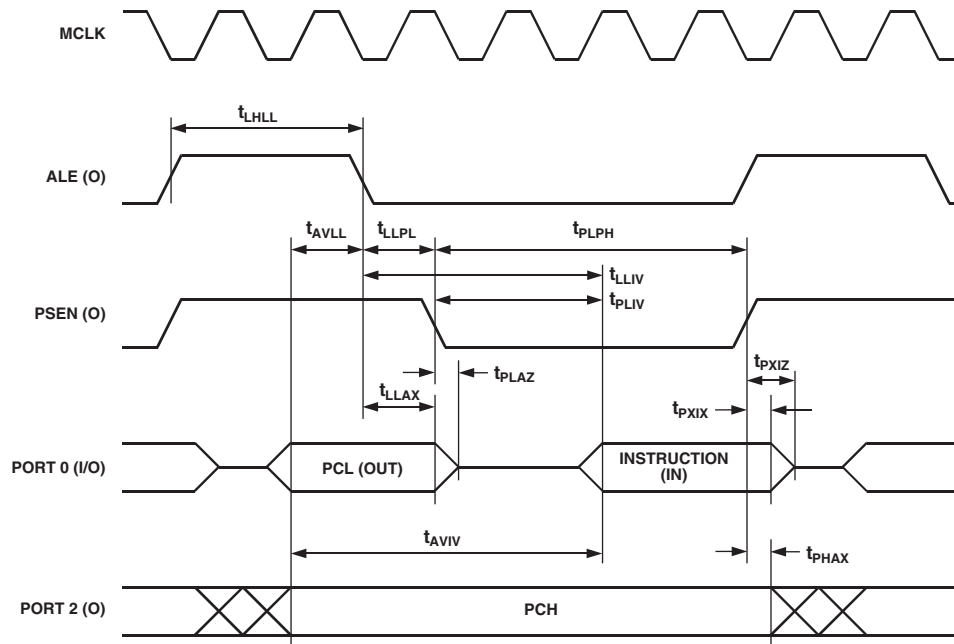 MCLK
tLHLL
ALE (O)
tAVLL
tLLPL
tPLPH
tLLIV
tPLIV
PSEN (O)
tPLAZ
tPXIZ
tLLAX
tPXIX
PORT 0 (I/O)
PCL (OUT)
INSTRUCTION
(IN)
tAVIV
tPHAX
PORT 2 (O)
PCH